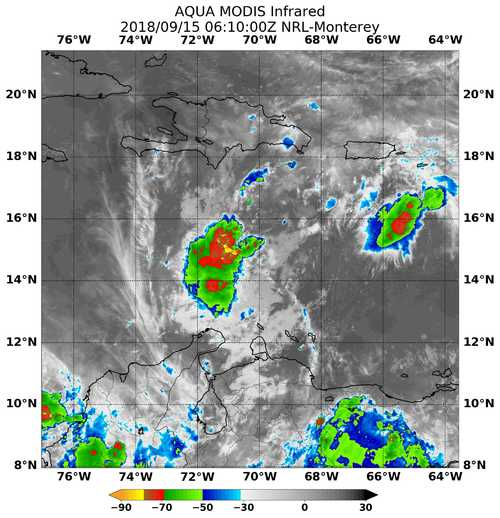 AQUA MODIS Infrared
2018/09/15 06:10:00Z NRL-Monterey
76°W 74°W 72°W 70°W 68°W 66°W 64°W
20°N 20°N
18°N 18°N
16°N 16°N
14°N 14°N
12°N 12°N
10°N 10°N
8°N 8°N
76°W 74°W 72°W 70°W 68°W 66°W 64°W
−90 −70 −50 −30 0 30